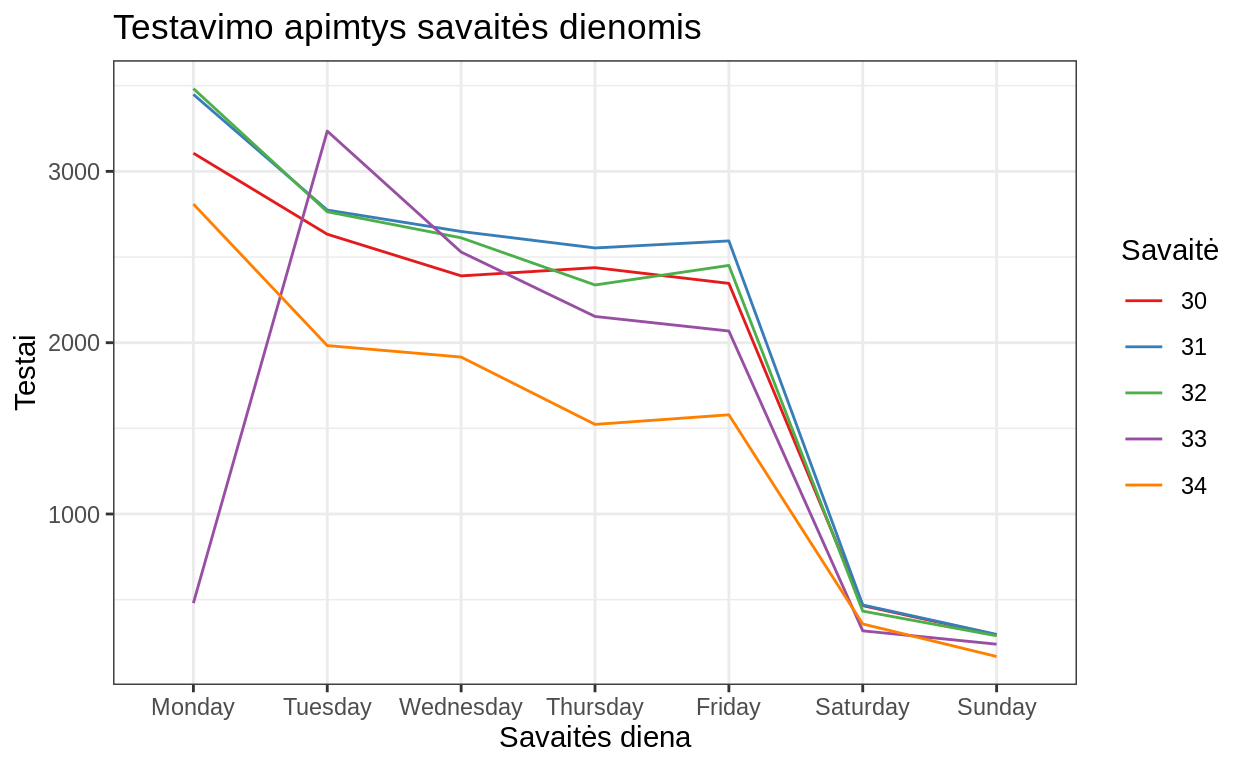 Testavimo apimtys savaitės dienomis
Testai
3000
2000
1000
Monday
Tuesday
Wednesday
Thursday
Friday
Saturday
Sunday
Savaitės diena
Savaitė
30
31
32
33
34